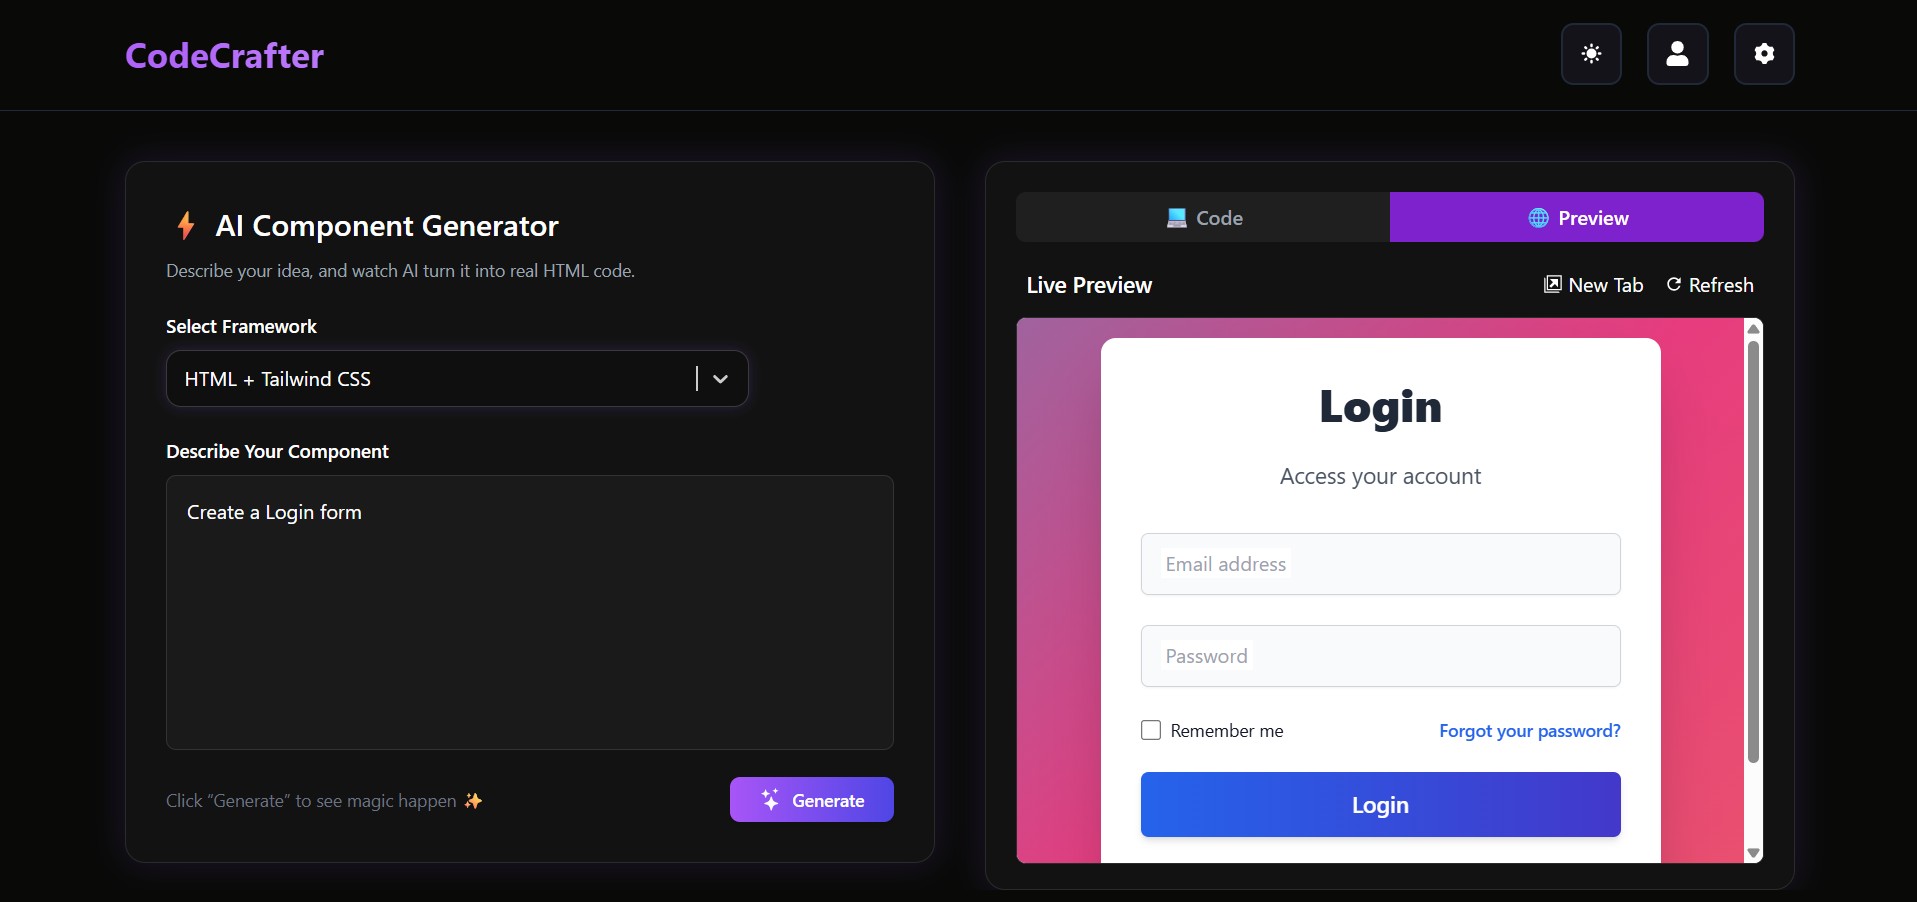 CodeCrafter
AI Component Generator
Describe your idea, and watch AI turn it into real HTML code.
Select Framework
HTML + Tailwind CSS
Describe Your Component
Create a Login form
Click “Generate” to see magic happen ✨
Generate
Code
Preview
Live Preview
New Tab
Refresh
Login
Access your account
Email address
Password
Remember me
Forgot your password?
Login